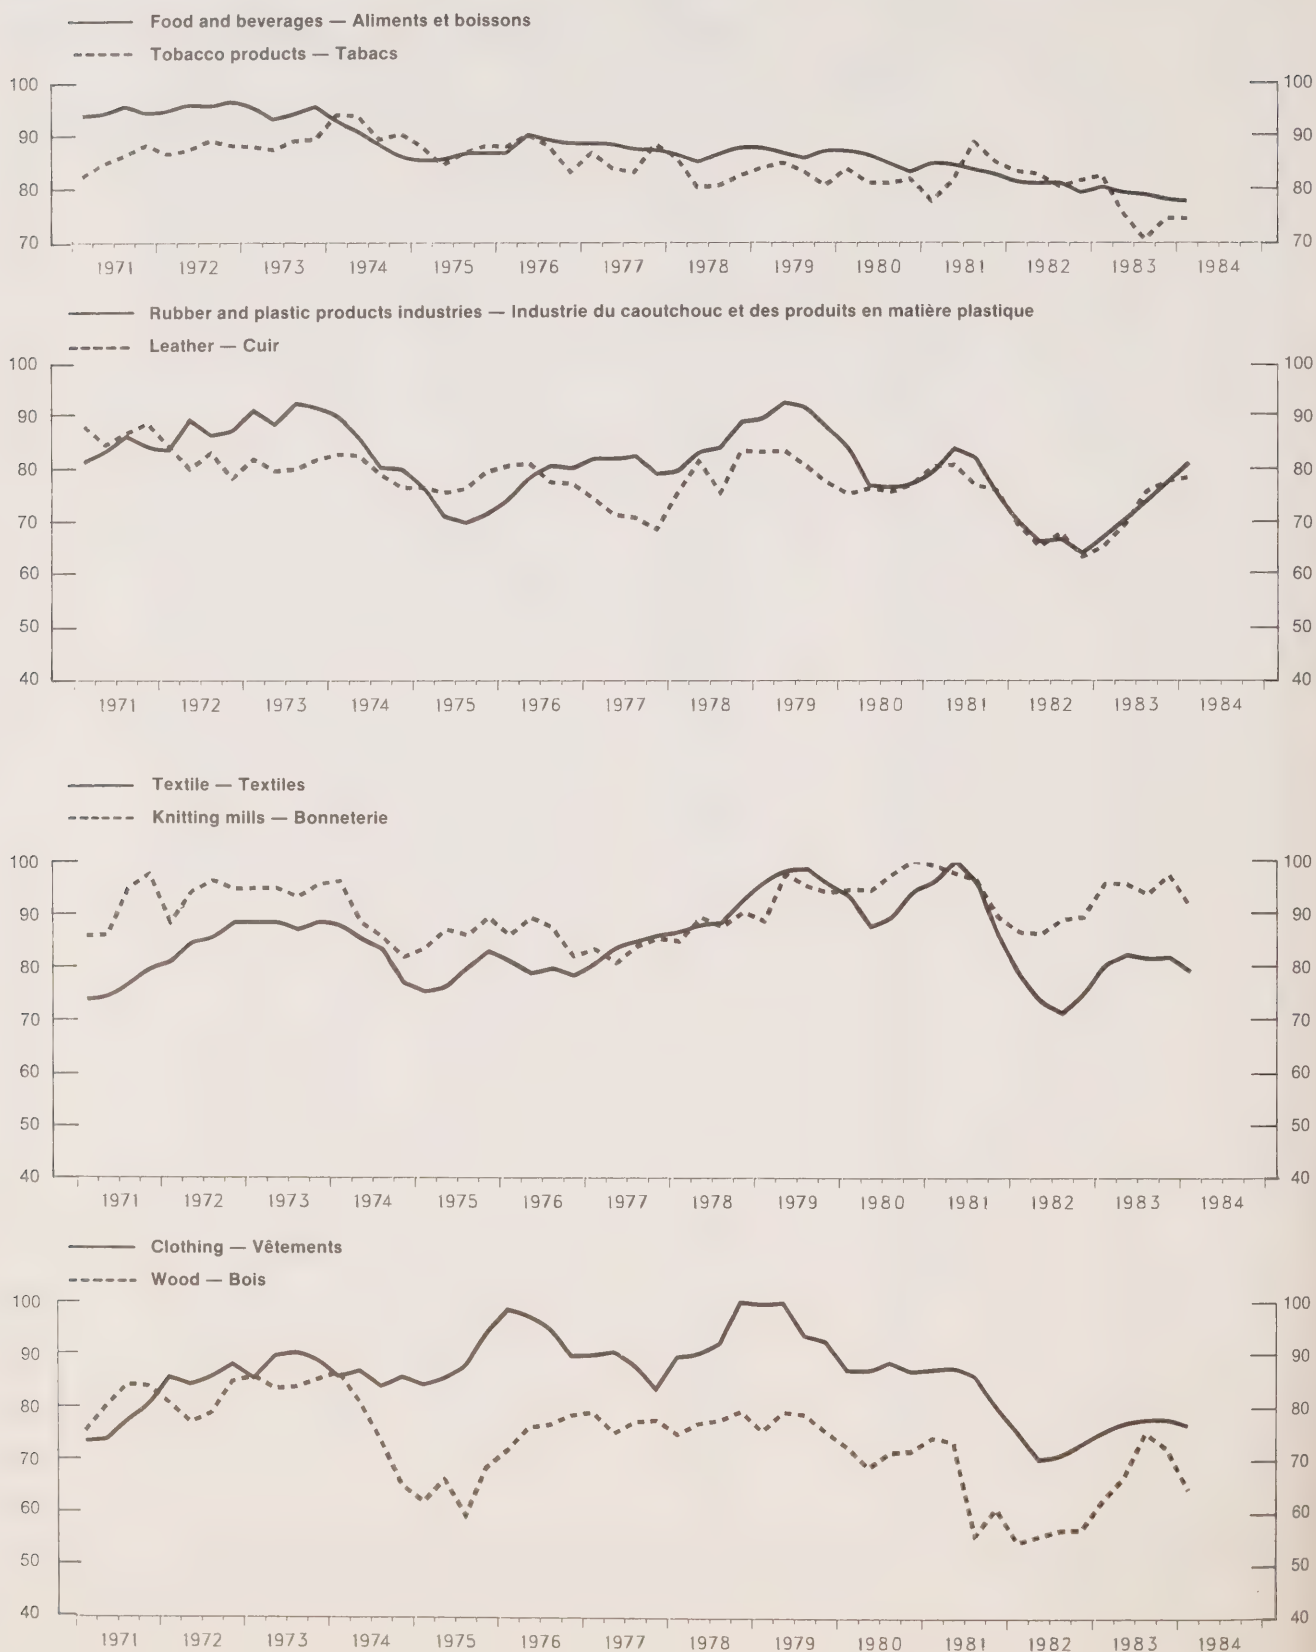 Food and beverages — Aliments et boissons
Tobacco products — Tabacs
100 100
90 90
80 80
70 70
1971 1972 1973 1974 1975 1976 1977 1978 1979 1980 1981 1982 1983 1984
Rubber and plastic products industries — Industrie du caoutchouc et des produits en matière plastique
Leather — Cuir
100 100
90 90
80 80
70 70
60 60
50 50
40 40
1971 1972 1973 1974 1975 1976 1977 1978 1979 1980 1981 1982 1983 1984
Textile — Textiles
Knitting mills — Bonneterie
100 100
90 90
80 80
70 70
60 60
50 50
40 40
1971 1972 1973 1974 1975 1976 1977 1978 1979 1980 1981 1982 1983 1984
Clothing — Vêtements
Wood — Bois
100 100
90 90
80 80
70 70
60 60
50 50
40 40
1971 1972 1973 1974 1975 1976 1977 1978 1979 1980 1981 1982 1983 1984